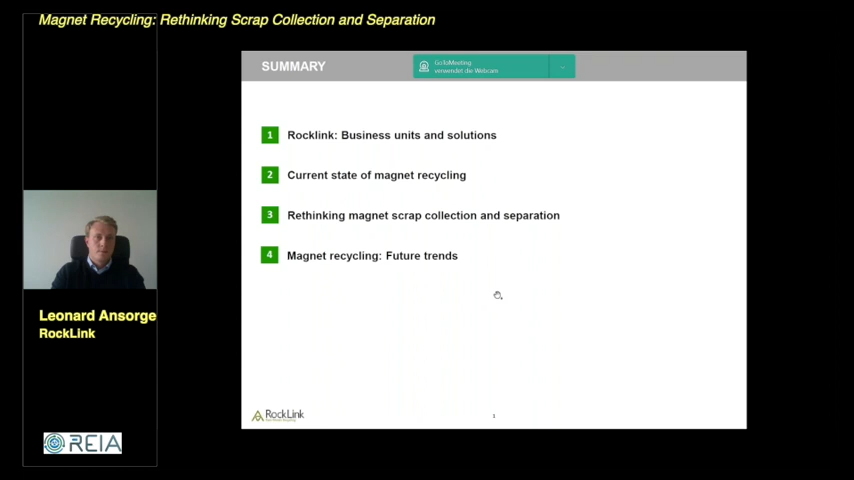 Magnet Recycling: Rethinking Scrap Collection and Separation
SUMMARY
GoToMeeting
verwendet die Webcam
1 Rocklink: Business units and solutions
2 Current state of magnet recycling
3 Rethinking magnet scrap collection and separation
4 Magnet recycling: Future trends
Leonard Ansorge
RockLink
RockLink
REIA